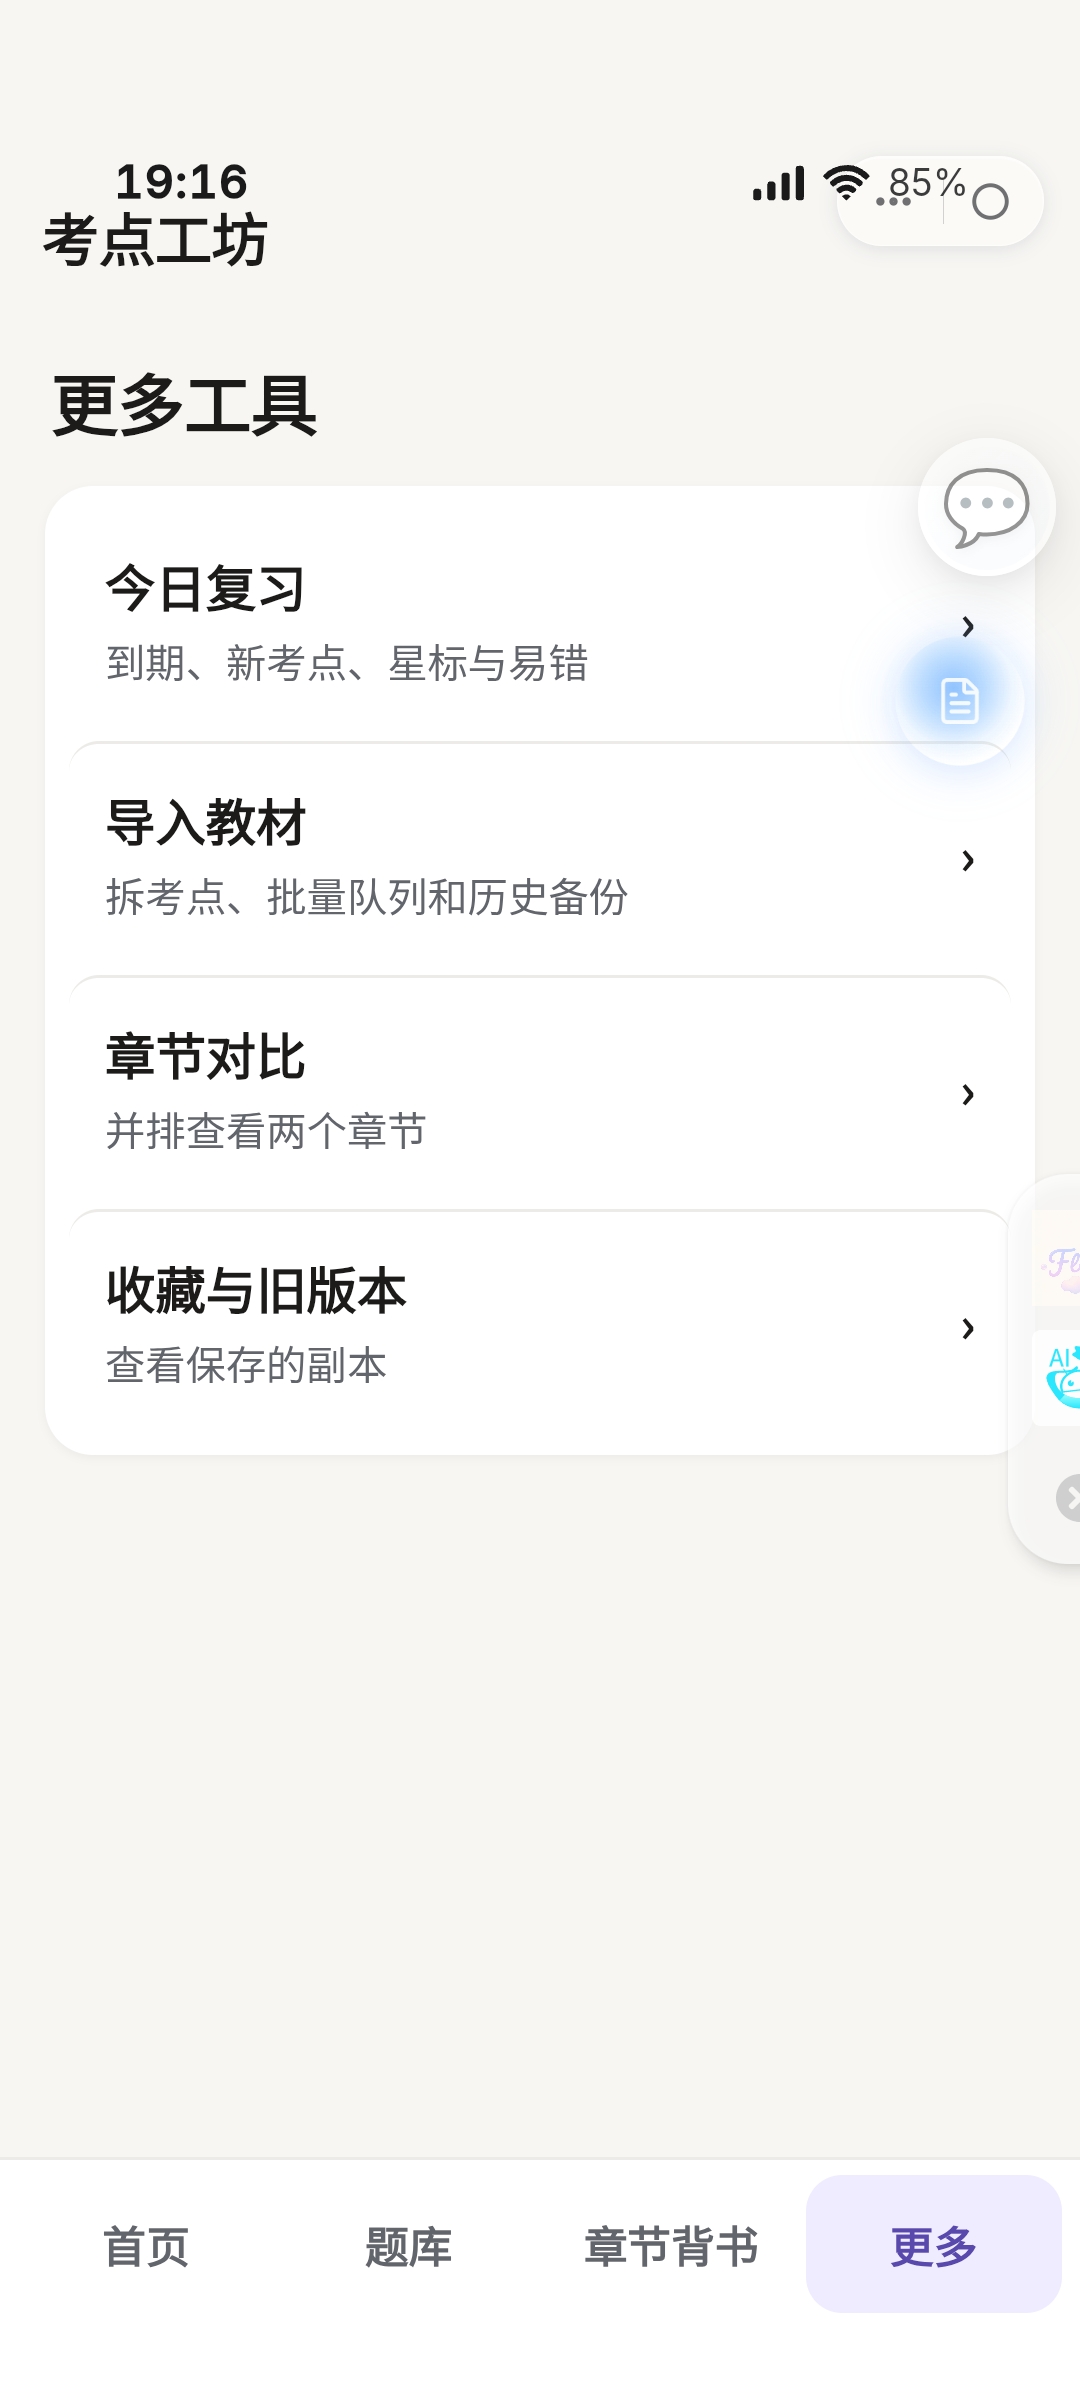 19:16
85%
考点工坊
更多工具
今日复习
到期、新考点、星标与易错
导入教材
拆考点、批量队列和历史备份
章节对比
并排查看两个章节
AI
收藏与旧版本
查看保存的副本
首页
题库
章节背书
更多